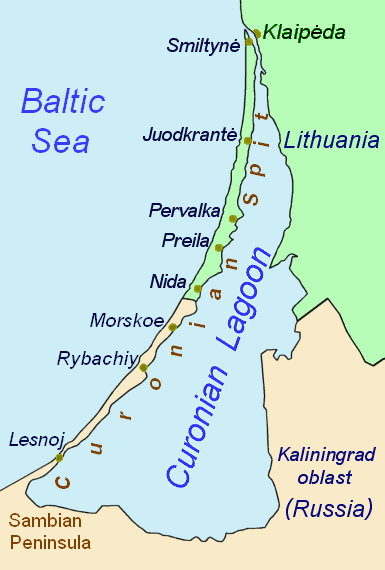 Klaipėda
Smiltynė
Baltic
Sea
Juodkrantė
Lithuania
Pervalka
Preila
Nida
Morskoe
Rybachiy
Lesnoj
Curonian Spit
Curonian Lagoon
Kaliningrad
oblast
(Russia)
Sambian
Peninsula